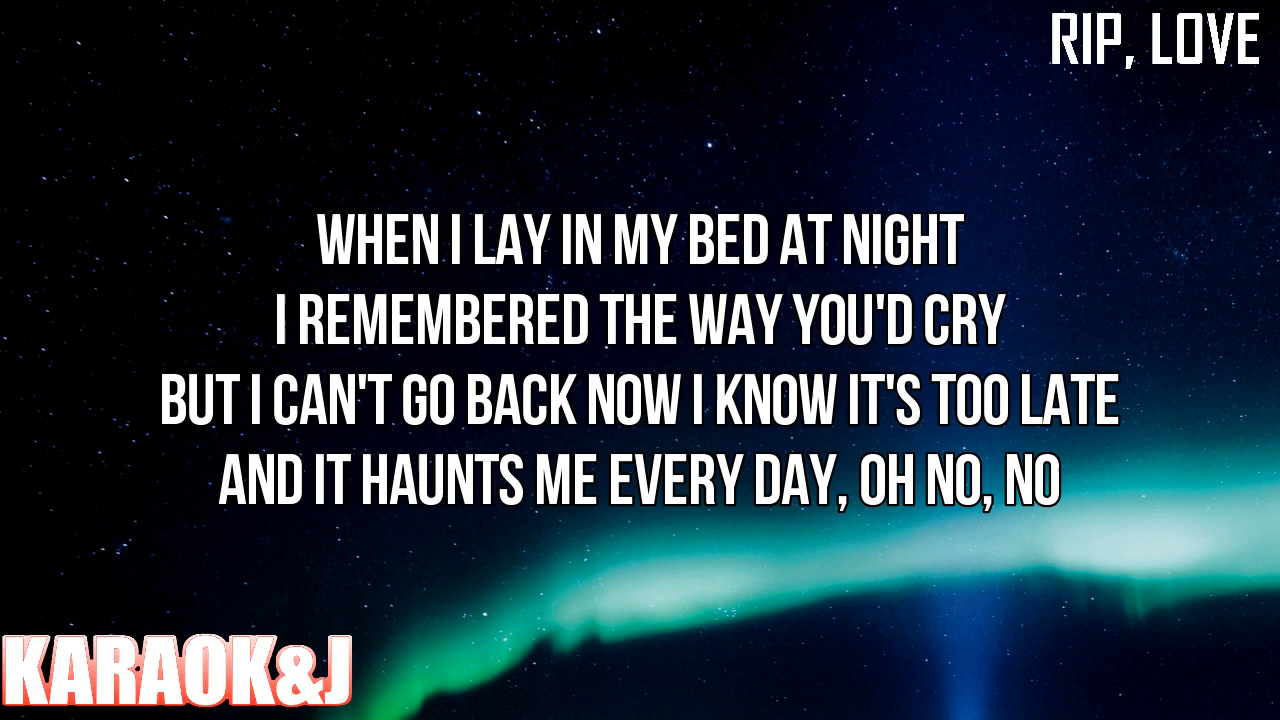 RIP, LOVE
WHEN I LAY IN MY BED AT NIGHT
I REMEMBERED THE WAY YOU'D CRY
BUT I CAN'T GO BACK NOW I KNOW IT'S TOO LATE
AND IT HAUNTS ME EVERY DAY, OH NO, NO
KARAOK&J